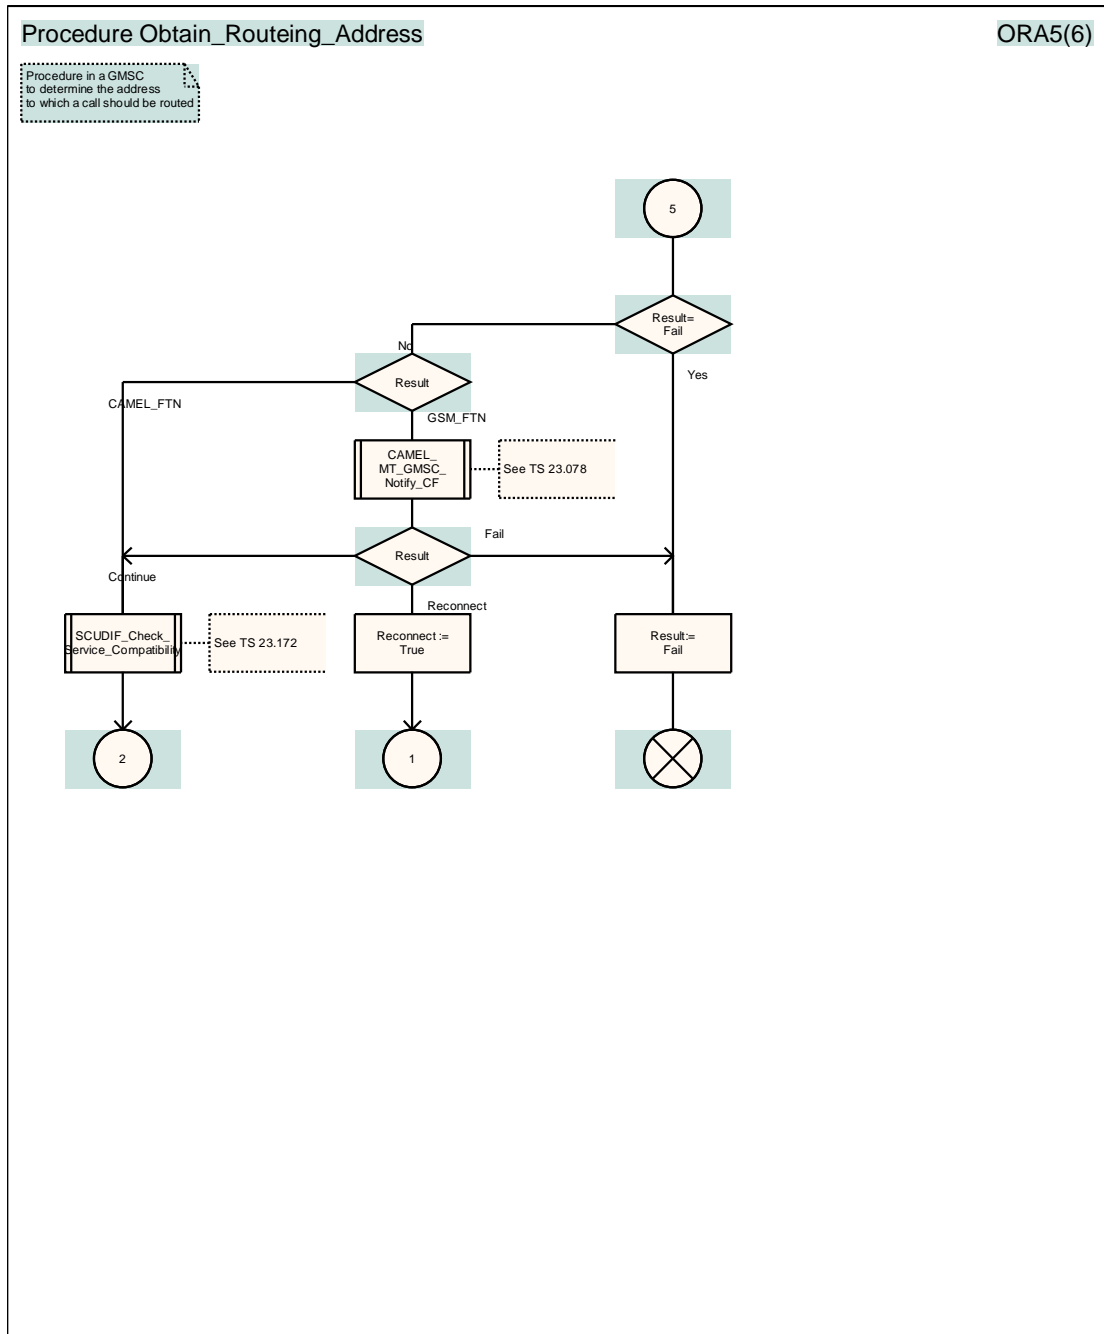 Procedure Obtain_Routeing_Address
ORA5(6)
Procedure in a GMSC
to determine the address
to which a call should be routed
5
Result=
Fail
No
Yes
Result
CAMEL_FTN
GSM_FTN
CAMEL_
MT_GMSC_
Notify_CF
See TS 23.078
Fail
Result
Continue
Reconnect
SCUDIF_Check_
Service_Compatibility
See TS 23.172
Reconnect :=
True
Result:=
Fail
2
1